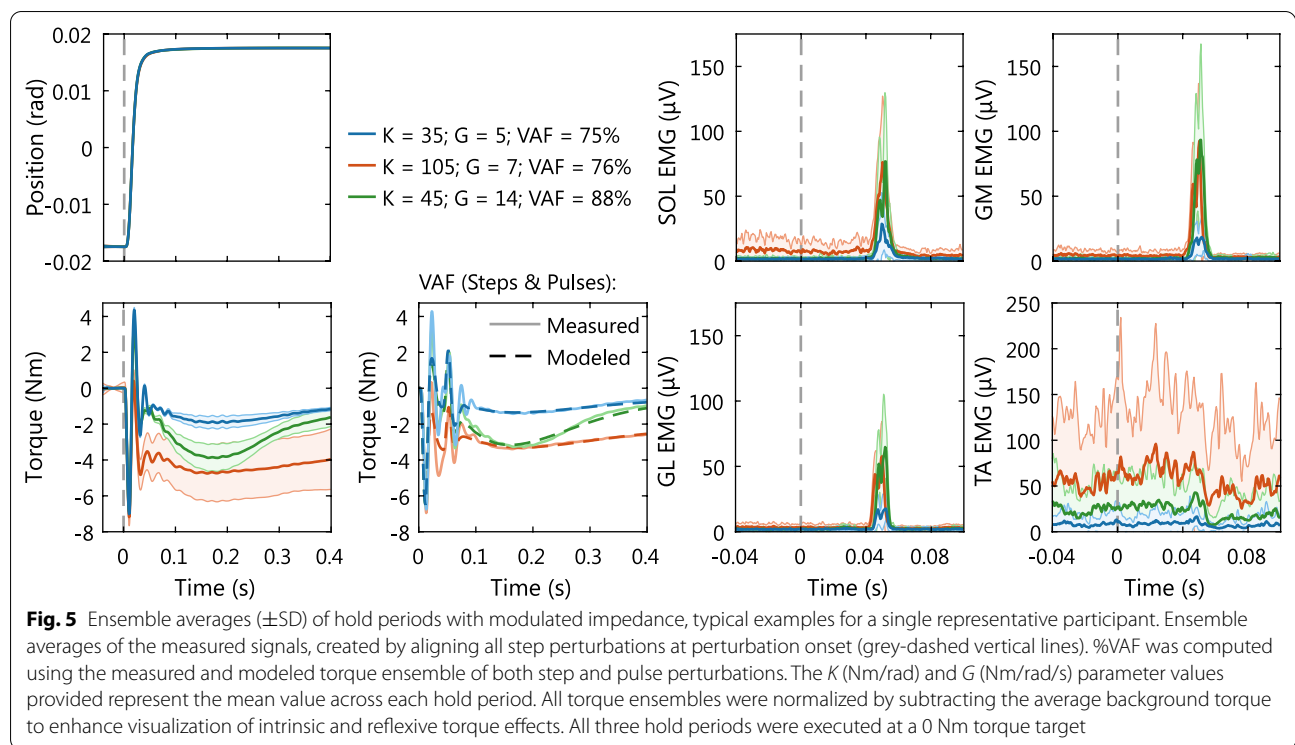 0.02
0.01
0
-0.01
-0.02
Position (rad)
0 0.1 0.2 0.3 0.4
K = 35; G = 5; VAF = 75%
K = 105; G = 7; VAF = 76%
K = 45; G = 14; VAF = 88%
150
100
50
0
SOL EMG (µV)
150
100
50
0
GM EMG (µV)
4
2
0
-2
-4
-6
-8
Torque (Nm)
0 0.1 0.2 0.3 0.4
Time (s)
VAF (Steps & Pulses):
Measured
Modeled
4
2
0
-2
-4
-6
-8
Torque (Nm)
0 0.1 0.2 0.3 0.4
Time (s)
150
100
50
0
GL EMG (µV)
-0.04 0 0.04 0.08
Time (s)
250
200
150
100
50
0
TA EMG (µV)
-0.04 0 0.04 0.08
Time (s)
Fig. 5 Ensemble averages (±SD) of hold periods with modulated impedance, typical examples for a single representative participant. Ensemble
averages of the measured signals, created by aligning all step perturbations at perturbation onset (grey-dashed vertical lines). %VAF was computed
using the measured and modeled torque ensemble of both step and pulse perturbations. The K (Nm/rad) and G (Nm/rad/s) parameter values
provided represent the mean value across each hold period. All torque ensembles were normalized by subtracting the average background torque
to enhance visualization of intrinsic and reflexive torque effects. All three hold periods were executed at a 0 Nm torque target